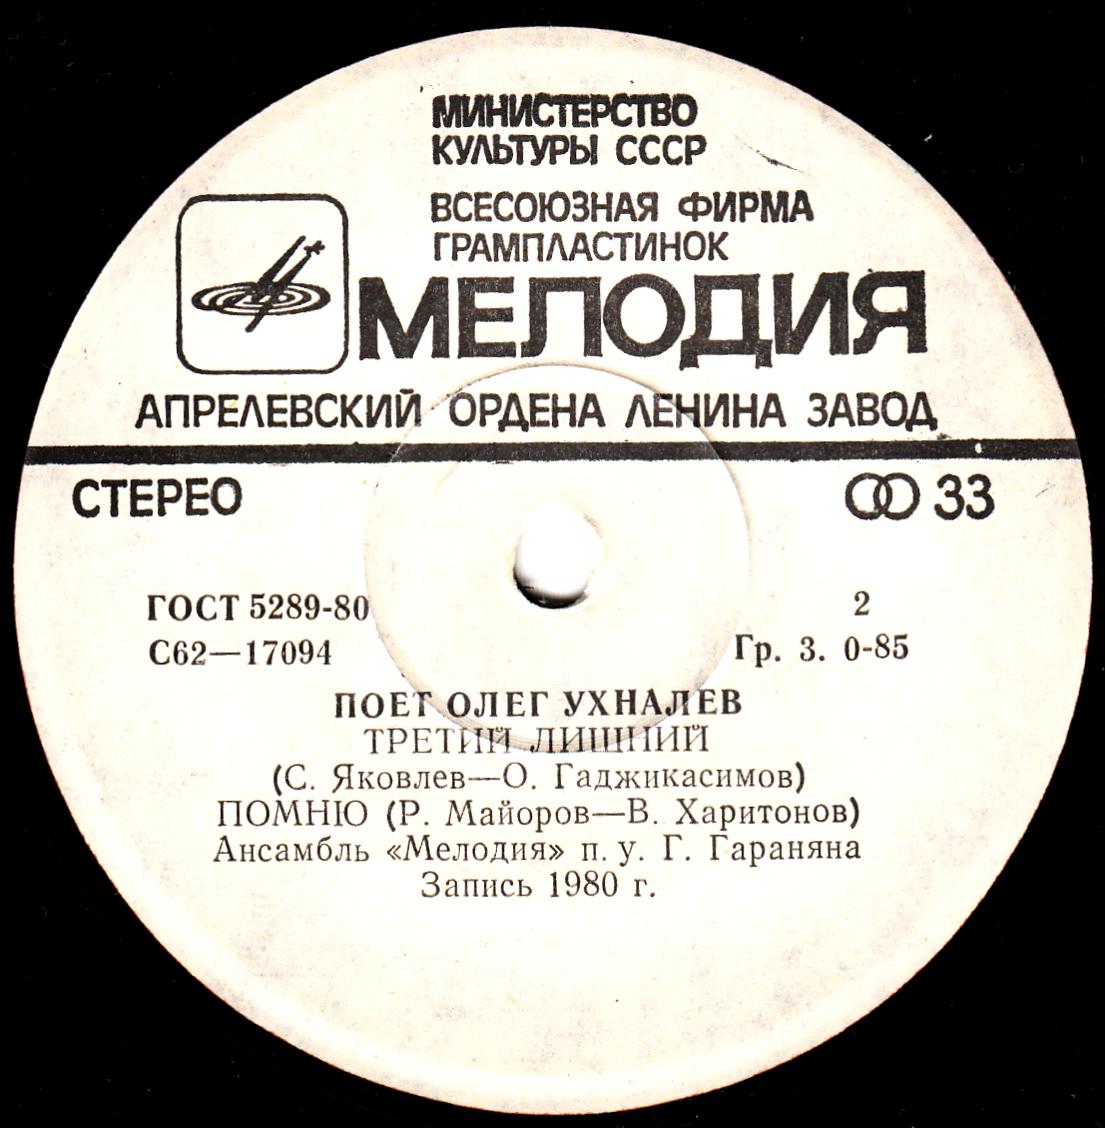 МИНИСТЕРСТВО
КУЛЬТУРЫ СССР
ВСЕСОЮЗНАЯ ФИРМА
ГРАМПЛАСТИНОК
МЕЛОДИЯ
АПРЕЛЕВСКИЙ ОРДЕНА ЛЕНИНА ЗАВОД
СТЕРЕО 33
ГОСТ 5289-80 2
С62—17094 Гр. 3. 0-85
ПОЕТ ОЛЕГ УХНАЛЕВ
ТРЕТИЙ ЛИШНИЙ
(С. Яковлев—О. Гаджикасимов)
ПОМНЮ (Р. Майоров—В. Харитонов)
Ансамбль «Мелодия» п. у. Г. Гараняна
Запись 1980 г.